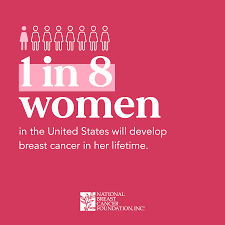 1 in 8
women
in the United States will develop
breast cancer in her lifetime.
NATIONAL
BREAST
CANCER
FOUNDATION, INC.